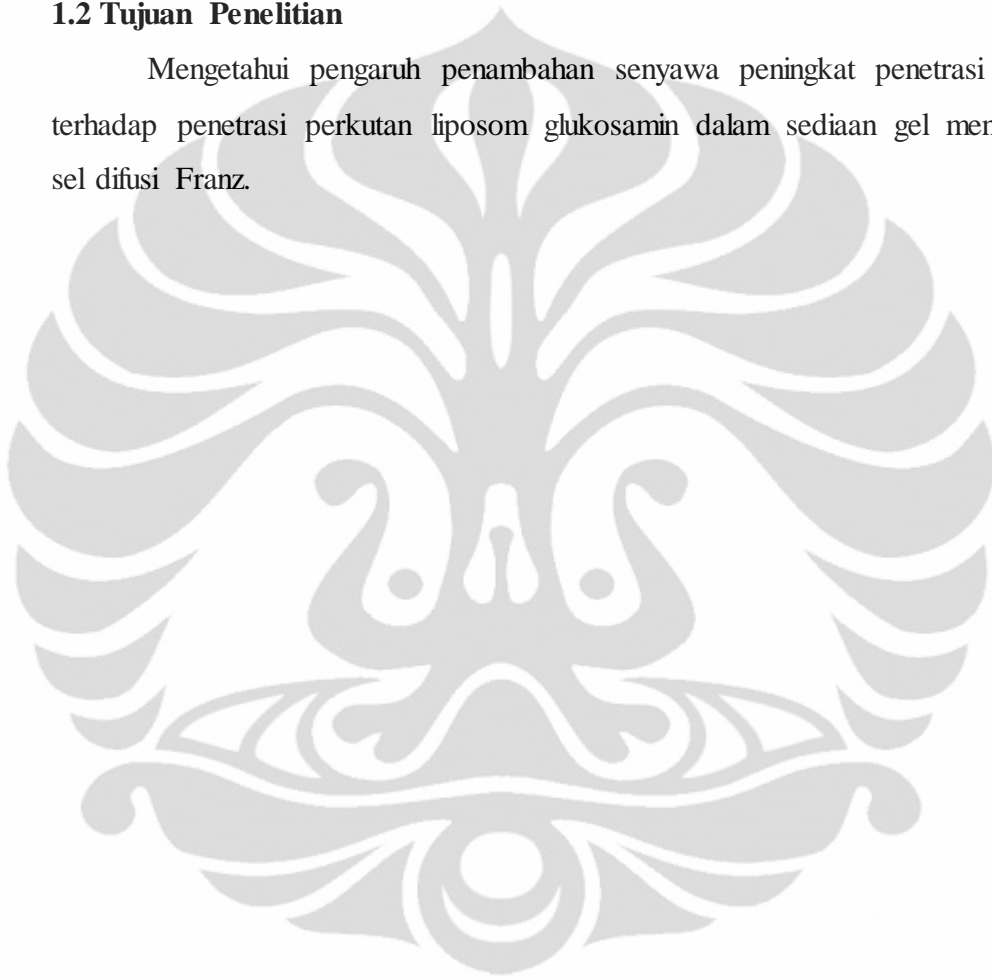 1.2 Tujuan Penelitian
Mengetahui pengaruh penambahan senyawa peningkat penetrasi
terhadap penetrasi perkutan liposom glukosamin dalam sediaan gel men
sel difusi Franz.